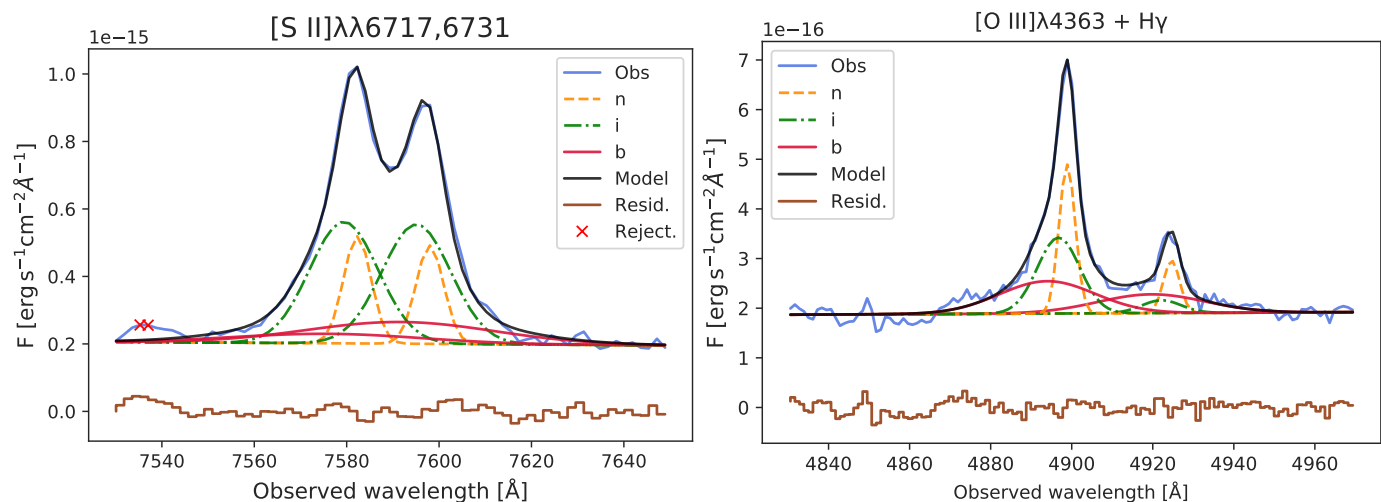 [S II]λλ6717,6731
1e−15
F [erg s⁻¹cm⁻²Å⁻¹]
1.0
0.8
0.6
0.4
0.2
0.0
Obs
n
i
b
Model
Resid.
Reject.
7540 7560 7580 7600 7620 7640
Observed wavelength [Å]
[O III]λ4363 + Hγ
1e−16
F [erg s⁻¹cm⁻²Å⁻¹]
7
6
5
4
3
2
1
0
Obs
n
i
b
Model
Resid.
4840 4860 4880 4900 4920 4940 4960
Observed wavelength [Å]